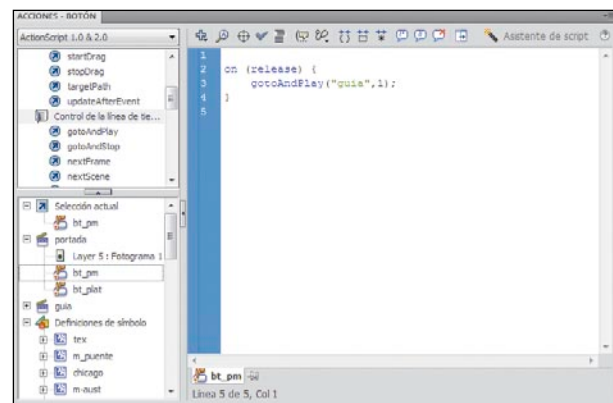 ACCIONES - BOTÓN
ActionScript 1.0 & 2.0
startDrag
stopDrag
targetPath
updateAfterEvent
Control de la línea de tie...
gotoAndPlay
gotoAndStop
nextFrame
nextScene
Selección actual
bt_pm
portada
Layer 5 : Fotograma 1
bt_pm
bt_plat
guia
Definiciones de símbolo
tex
m_puente
chicago
m-aust
Asistente de script
1
2 on (release) {
3 gotoAndPlay("guia",1);
4 }
5
bt_pm
Línea 5 de 5, Col 1